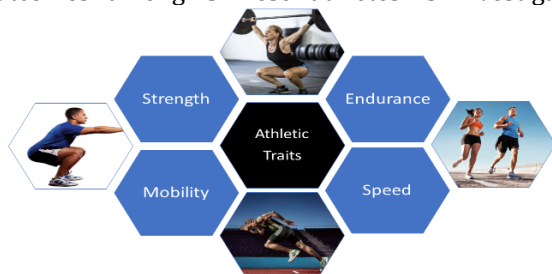 Strength
Endurance
Athletic
Traits
Mobility
Speed